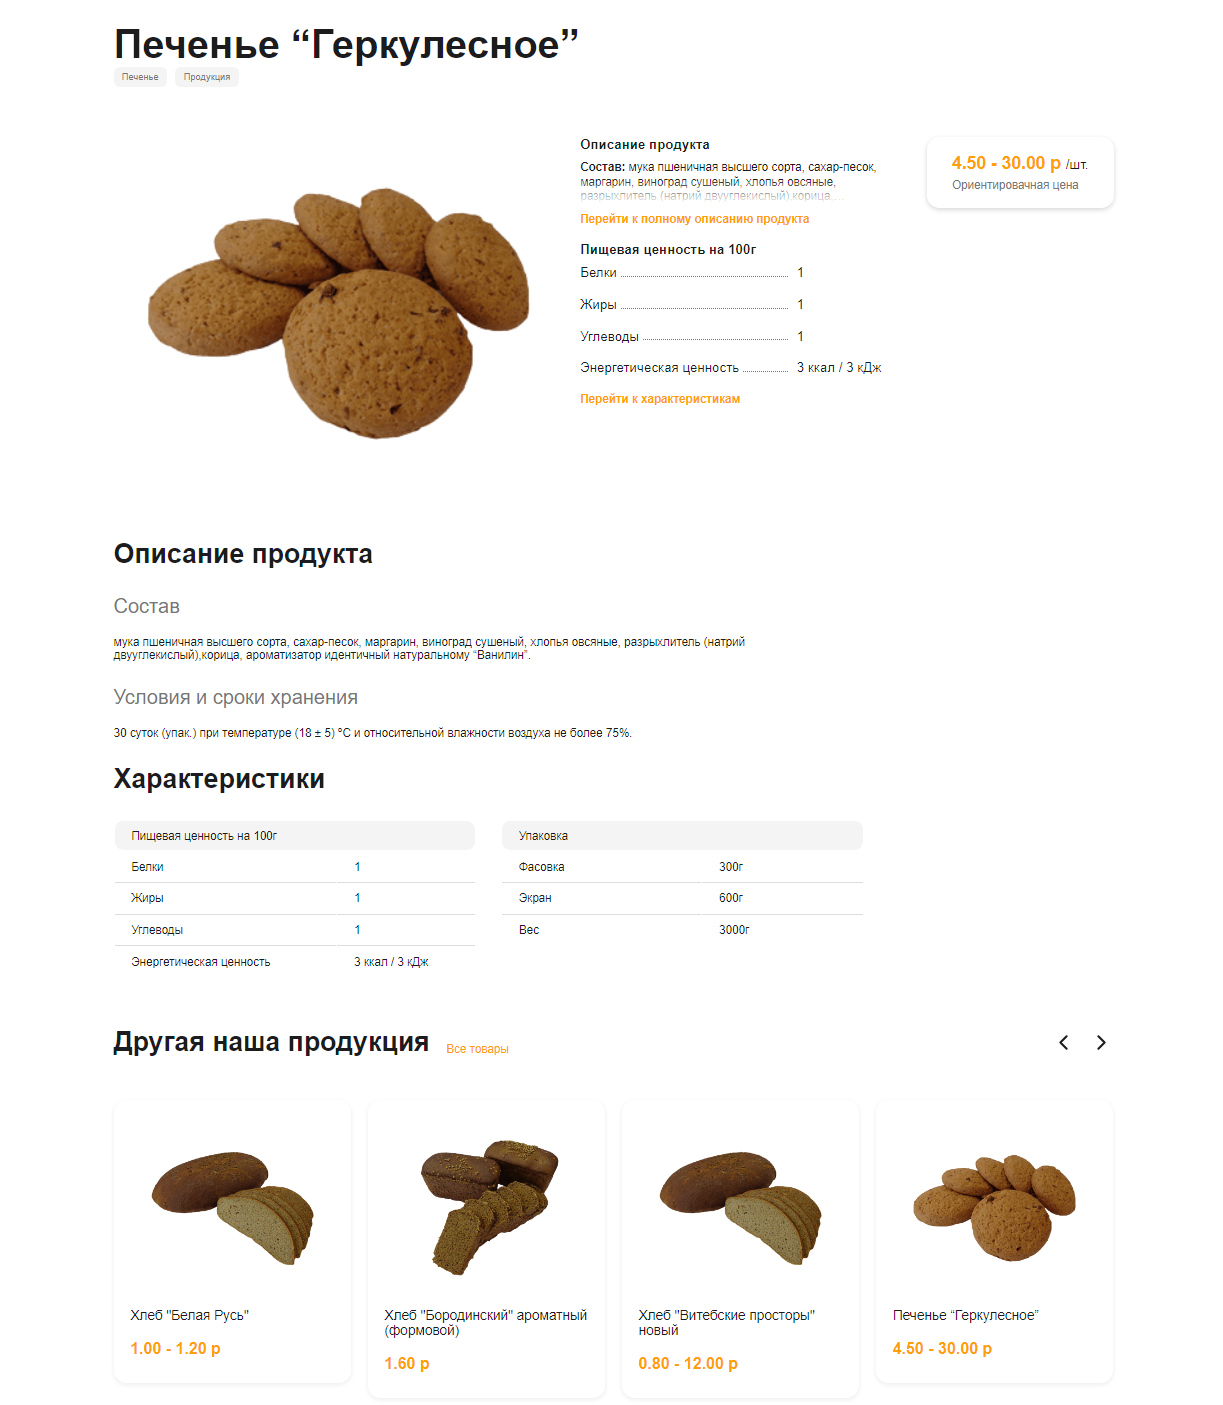 Печенье “Геркулесное”
Печенье Продукция
Описание продукта
Состав: мука пшеничная высшего сорта, сахар-песок,
маргарин, виноград сушеный, хлопья овсяные,
разрыхлитель (натрий двууглекислый),корица,...
Перейти к полному описанию продукта
4.50 - 30.00 р /шт.
Ориентировачная цена
Пищевая ценность на 100г
Белки 1
Жиры 1
Углеводы 1
Энергетическая ценность 3 ккал / 3 кДж
Перейти к характеристикам
Описание продукта
Состав
мука пшеничная высшего сорта, сахар-песок, маргарин, виноград сушеный, хлопья овсяные, разрыхлитель (натрий
двууглекислый),корица, ароматизатор идентичный натуральному “Ванилин”.
Условия и сроки хранения
30 суток (упак.) при температуре (18 ± 5) °С и относительной влажности воздуха не более 75%.
Характеристики
Пищевая ценность на 100г
Белки 1
Жиры 1
Углеводы 1
Энергетическая ценность 3 ккал / 3 кДж
Упаковка
Фасовка 300г
Экран 600г
Вес 3000г
Другая наша продукция Все товары
Хлеб "Белая Русь"
1.00 - 1.20 р
Хлеб "Бородинский" ароматный
(формовой)
1.60 р
Хлеб "Витебские просторы"
новый
0.80 - 12.00 р
Печенье “Геркулесное”
4.50 - 30.00 р